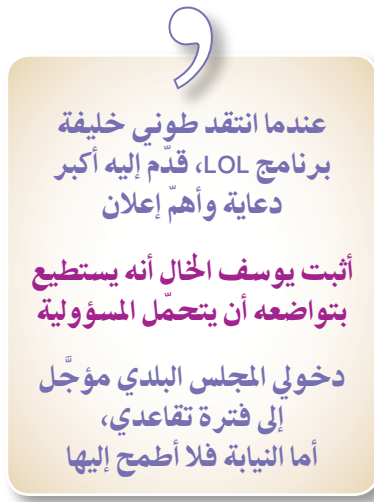 عندما انتقد طوني خليفة
برنامج LOL، قدّم إليه أكبر
دعاية وأهمّ إعلان
أثبت يوسف الخال أنه يستطيع
بتواضعه أن يتحمّل المسؤولية
دخولي المجلس البلدي مؤجَّل
إلى فترة تقاعدي،
أما النيابة فلا أطمح إليها